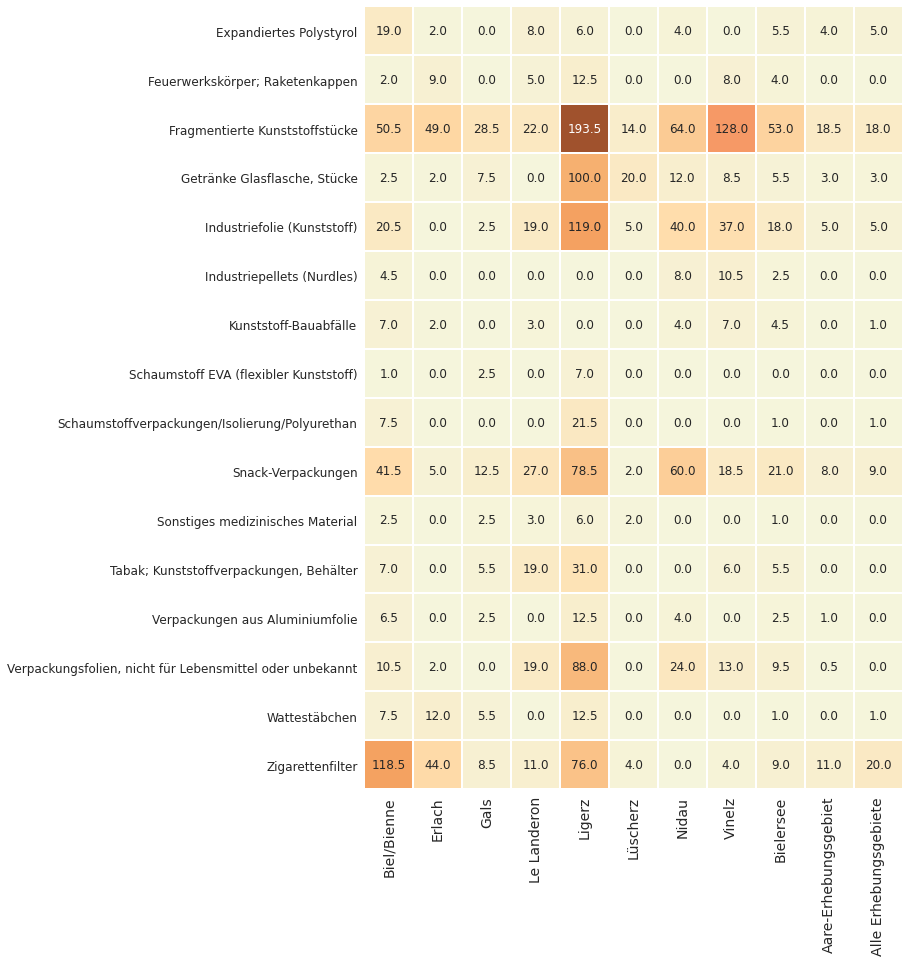 Expandiertes Polystyrol 19.0 2.0 0.0 8.0 6.0 0.0 4.0 0.0 5.5 4.0 5.0
Feuerwerkskörper; Raketenkappen 2.0 9.0 0.0 5.0 12.5 0.0 0.0 8.0 4.0 0.0 0.0
Fragmentierte Kunststoffstücke 50.5 49.0 28.5 22.0 193.5 14.0 64.0 128.0 53.0 18.5 18.0
Getränke Glasflasche, Stücke 2.5 2.0 7.5 0.0 100.0 20.0 12.0 8.5 5.5 3.0 3.0
Industriefolie (Kunststoff) 20.5 0.0 2.5 19.0 119.0 5.0 40.0 37.0 18.0 5.0 5.0
Industriepellets (Nurdles) 4.5 0.0 0.0 0.0 0.0 0.0 8.0 10.5 2.5 0.0 0.0
Kunststoff-Bauabfälle 7.0 2.0 0.0 3.0 0.0 0.0 4.0 7.0 4.5 0.0 1.0
Schaumstoff EVA (flexibler Kunststoff) 1.0 0.0 2.5 0.0 7.0 0.0 0.0 0.0 0.0 0.0 0.0
Schaumstoffverpackungen/Isolierung/Polyurethan 7.5 0.0 0.0 0.0 21.5 0.0 0.0 0.0 1.0 0.0 1.0
Snack-Verpackungen 41.5 5.0 12.5 27.0 78.5 2.0 60.0 18.5 21.0 8.0 9.0
Sonstiges medizinisches Material 2.5 0.0 2.5 3.0 6.0 2.0 0.0 0.0 1.0 0.0 0.0
Tabak; Kunststoffverpackungen, Behälter 7.0 0.0 5.5 19.0 31.0 0.0 0.0 6.0 5.5 0.0 0.0
Verpackungen aus Aluminiumfolie 6.5 0.0 2.5 0.0 12.5 0.0 4.0 0.0 2.5 1.0 0.0
Verpackungsfolien, nicht für Lebensmittel oder unbekannt 10.5 2.0 0.0 19.0 88.0 0.0 24.0 13.0 9.5 0.5 0.0
Wattestäbchen 7.5 12.0 5.5 0.0 12.5 0.0 0.0 0.0 1.0 0.0 1.0
Zigarettenfilter 118.5 44.0 8.5 11.0 76.0 4.0 0.0 4.0 9.0 11.0 20.0
Biel/Bienne
Erlach
Gals
Le Landeron
Ligerz
Lüscherz
Nidau
Vinelz
Bielersee
Aare-Erhebungsgebiet
Alle Erhebungsgebiete